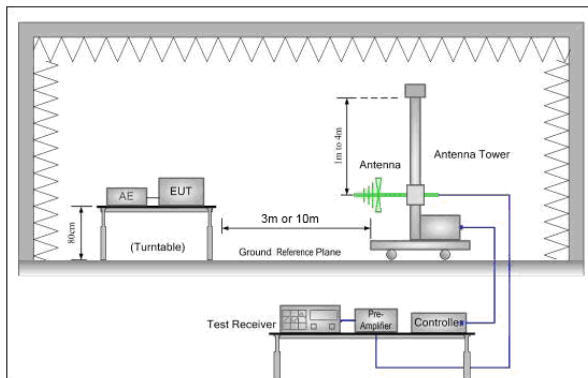 1m to 4m
Antenna
Antenna Tower
AE
EUT
3m or 10m
80cm
(Turntable)
Ground Reference Plane
Test Receiver
Pre-
Amplifier
Controller